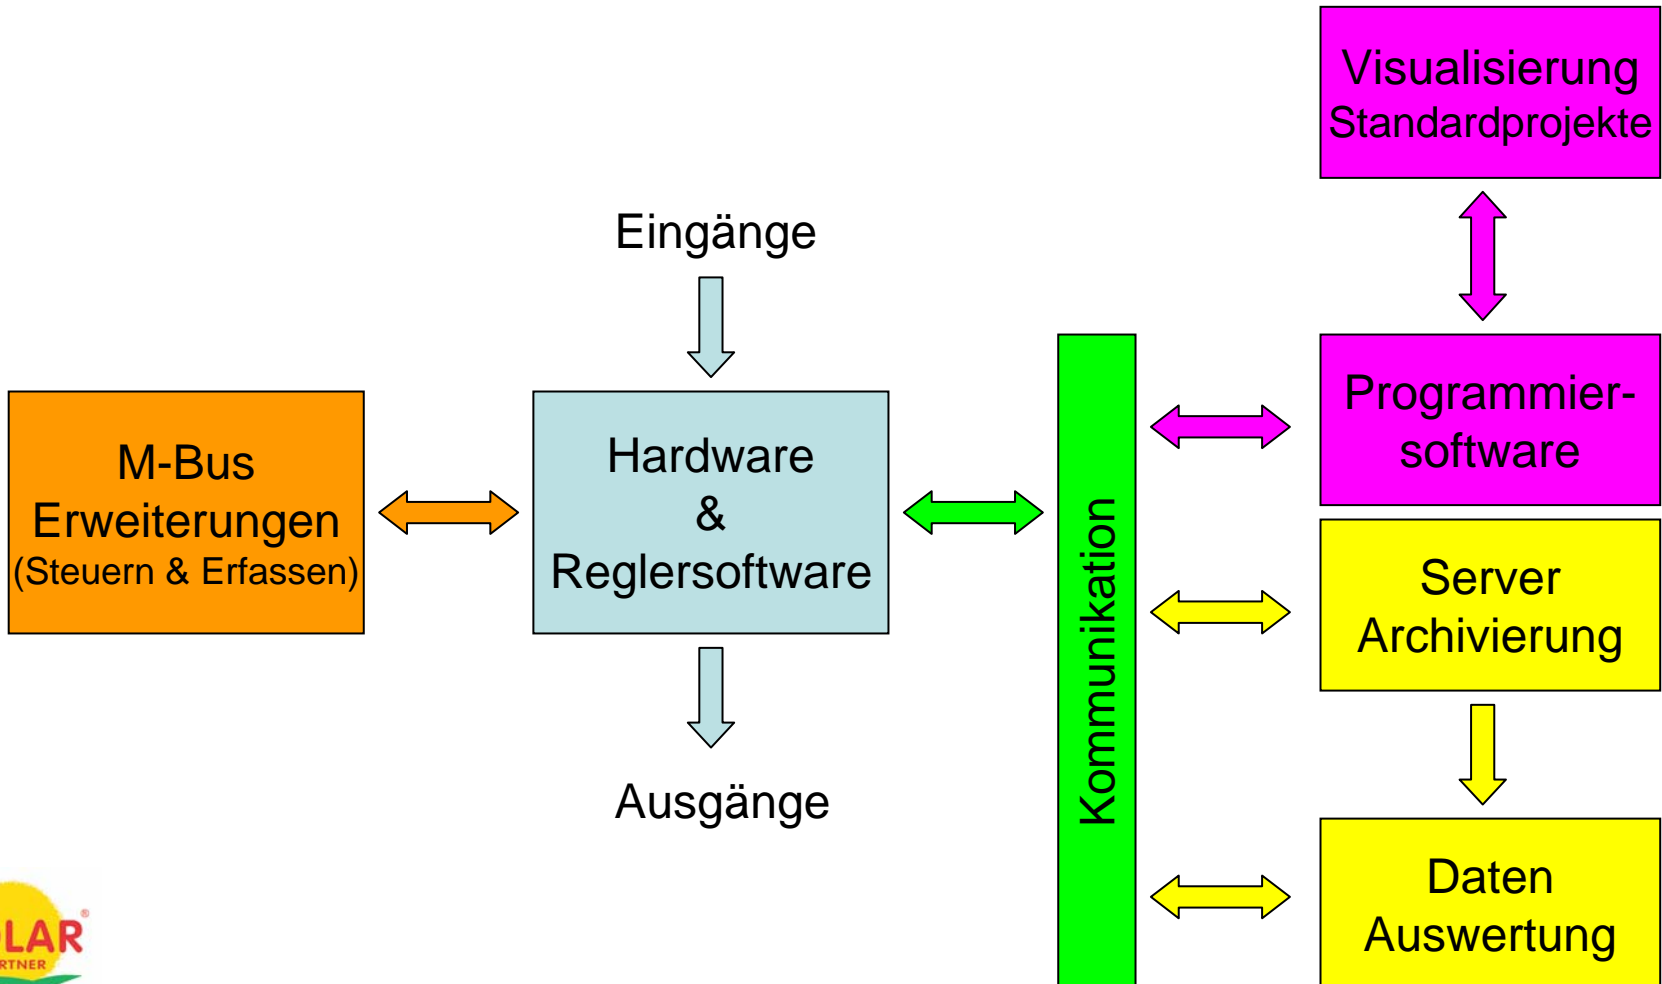 Visualisierung
Standardprojekte
Eingänge
Programmier-
software
M-Bus
Erweiterungen
(Steuern & Erfassen)
Hardware
&
Reglersoftware
Kommunikation
Server
Archivierung
Ausgänge
Daten
Auswertung